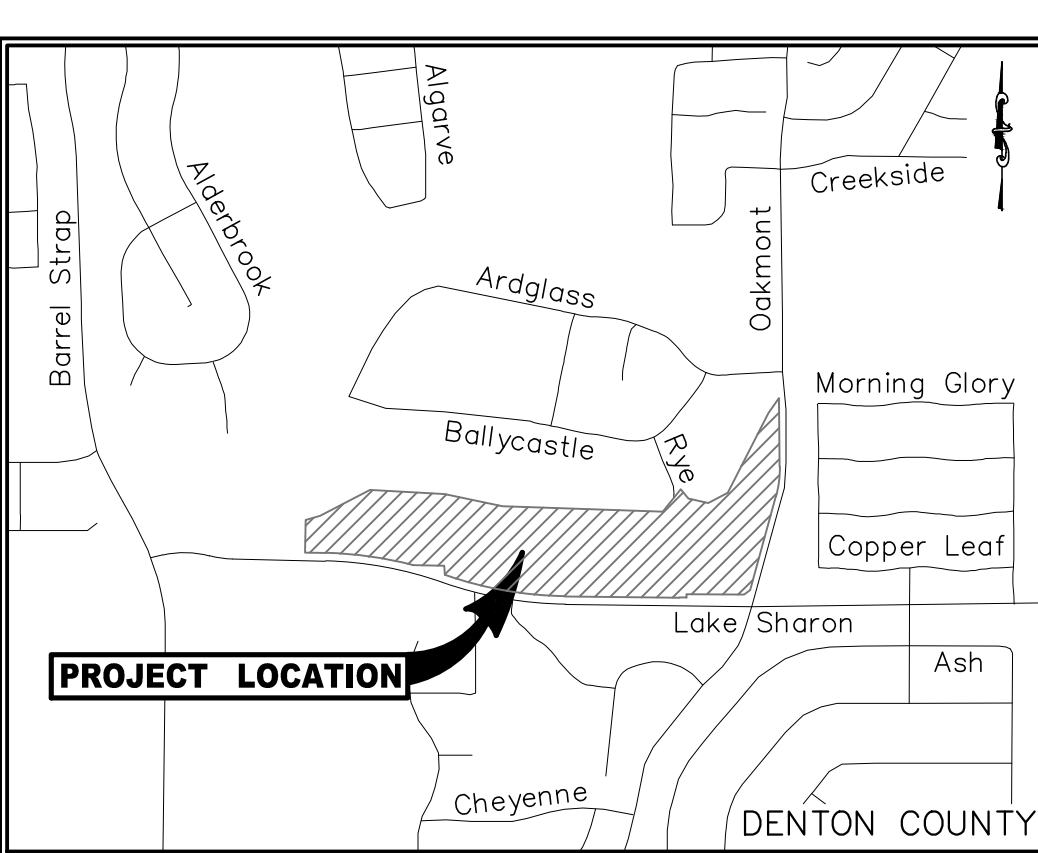 Algarve
Alderbrook
Creekside
Barrel Strap
Oakmont
Ardglass
Morning Glory
Ballycastle
Rye
Copper Leaf
Lake Sharon
PROJECT LOCATION
Ash
Cheyenne
DENTON COUNTY